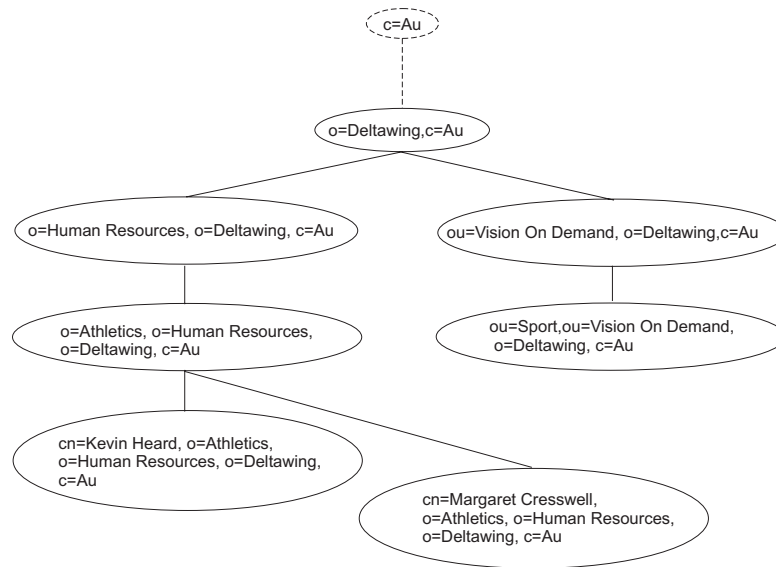 c=Au
o=Deltawing,c=Au
o=Human Resources, o=Deltawing, c=Au
ou=Vision On Demand, o=Deltawing,c=Au
o=Athletics, o=Human Resources,
o=Deltawing, c=Au
ou=Sport,ou=Vision On Demand,
o=Deltawing, c=Au
cn=Kevin Heard, o=Athletics,
o=Human Resources, o=Deltawing,
c=Au
cn=Margaret Cresswell,
o=Athletics, o=Human Resources,
o=Deltawing, c=Au